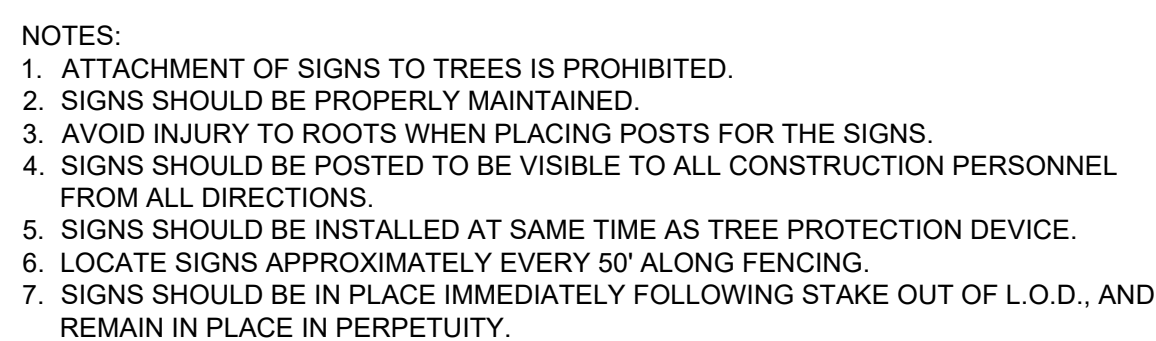 NOTES:
1. ATTACHMENT OF SIGNS TO TREES IS PROHIBITED.
2. SIGNS SHOULD BE PROPERLY MAINTAINED.
3. AVOID INJURY TO ROOTS WHEN PLACING POSTS FOR THE SIGNS.
4. SIGNS SHOULD BE POSTED TO BE VISIBLE TO ALL CONSTRUCTION PERSONNEL
FROM ALL DIRECTIONS.
5. SIGNS SHOULD BE INSTALLED AT SAME TIME AS TREE PROTECTION DEVICE.
6. LOCATE SIGNS APPROXIMATELY EVERY 50' ALONG FENCING.
7. SIGNS SHOULD BE IN PLACE IMMEDIATELY FOLLOWING STAKE OUT OF L.O.D., AND
REMAIN IN PLACE IN PERPETUITY.